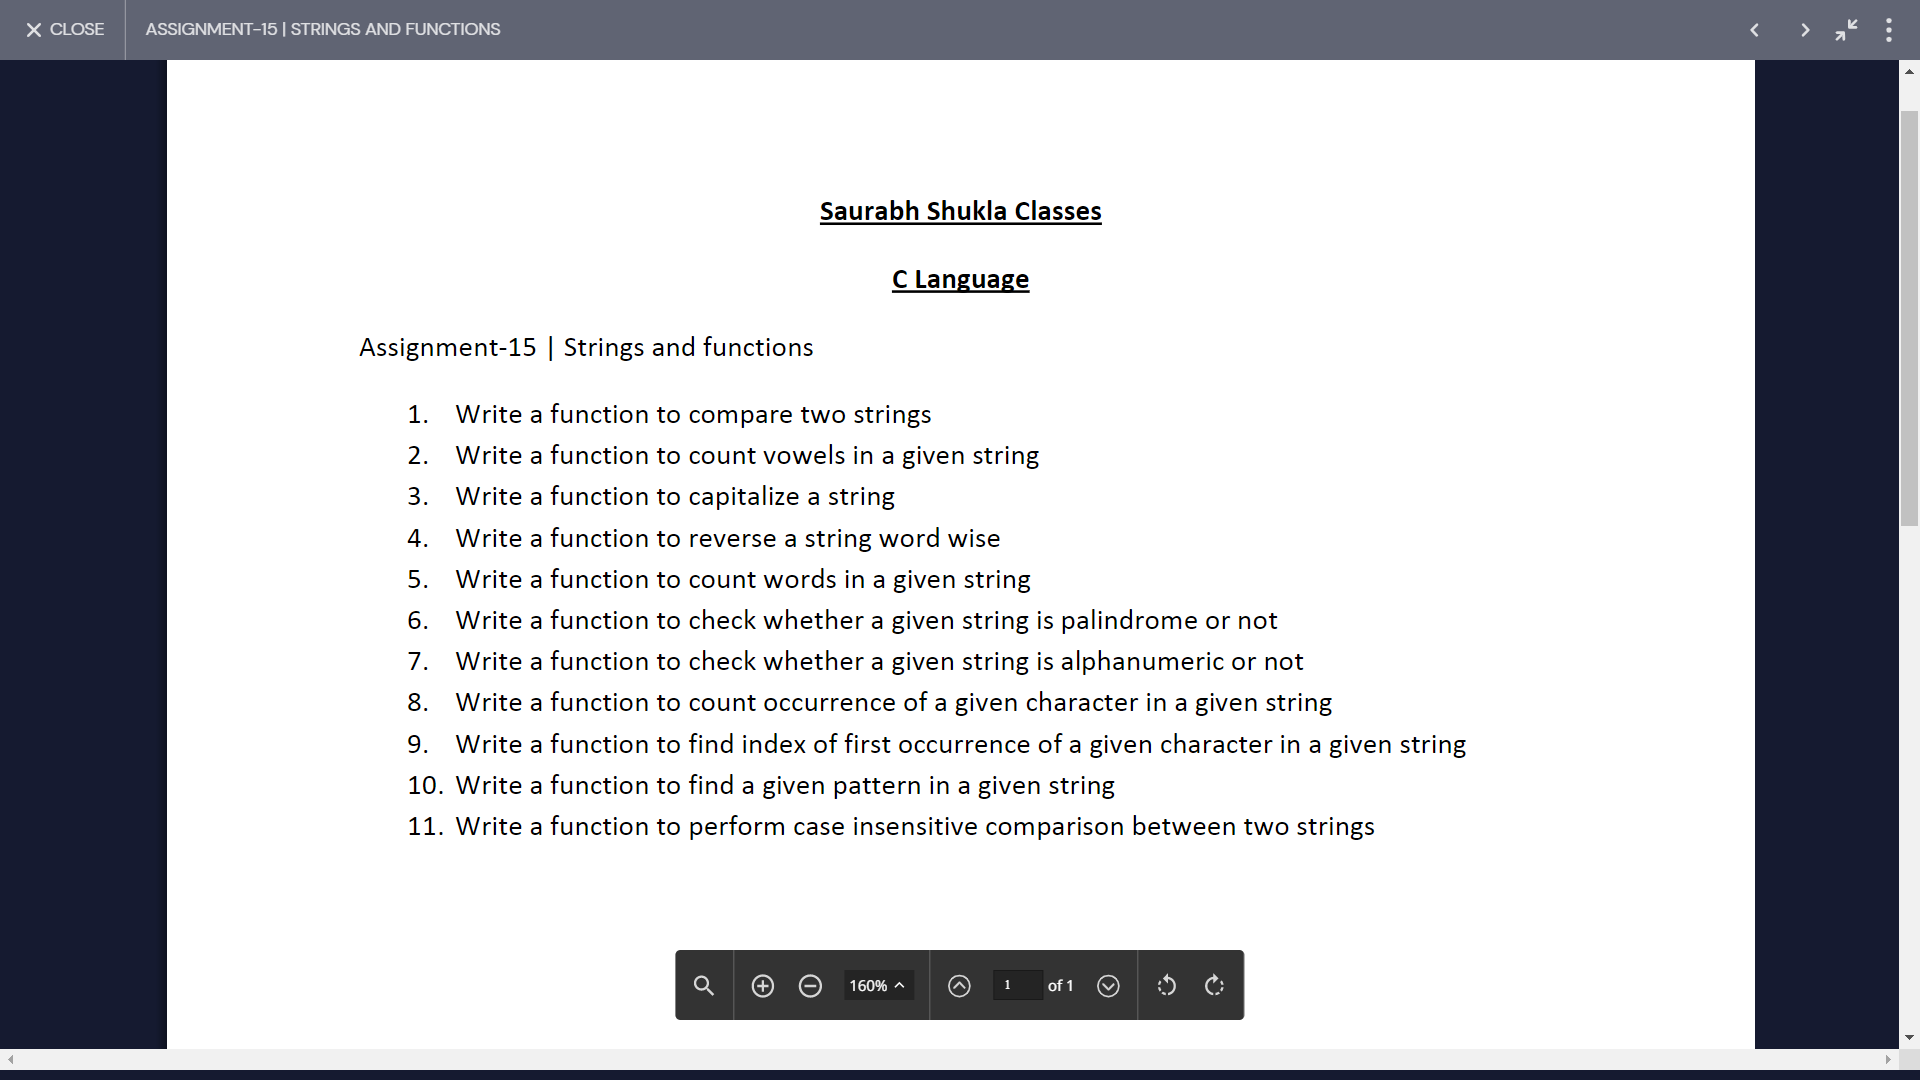 CLOSE
ASSIGNMENT-15 | STRINGS AND FUNCTIONS
Saurabh Shukla Classes
C Language
Assignment-15 | Strings and functions
1. Write a function to compare two strings
2. Write a function to count vowels in a given string
3. Write a function to capitalize a string
4. Write a function to reverse a string word wise
5. Write a function to count words in a given string
6. Write a function to check whether a given string is palindrome or not
7. Write a function to check whether a given string is alphanumeric or not
8. Write a function to count occurrence of a given character in a given string
9. Write a function to find index of first occurrence of a given character in a given string
10. Write a function to find a given pattern in a given string
11. Write a function to perform case insensitive comparison between two strings
160% 1 of 1